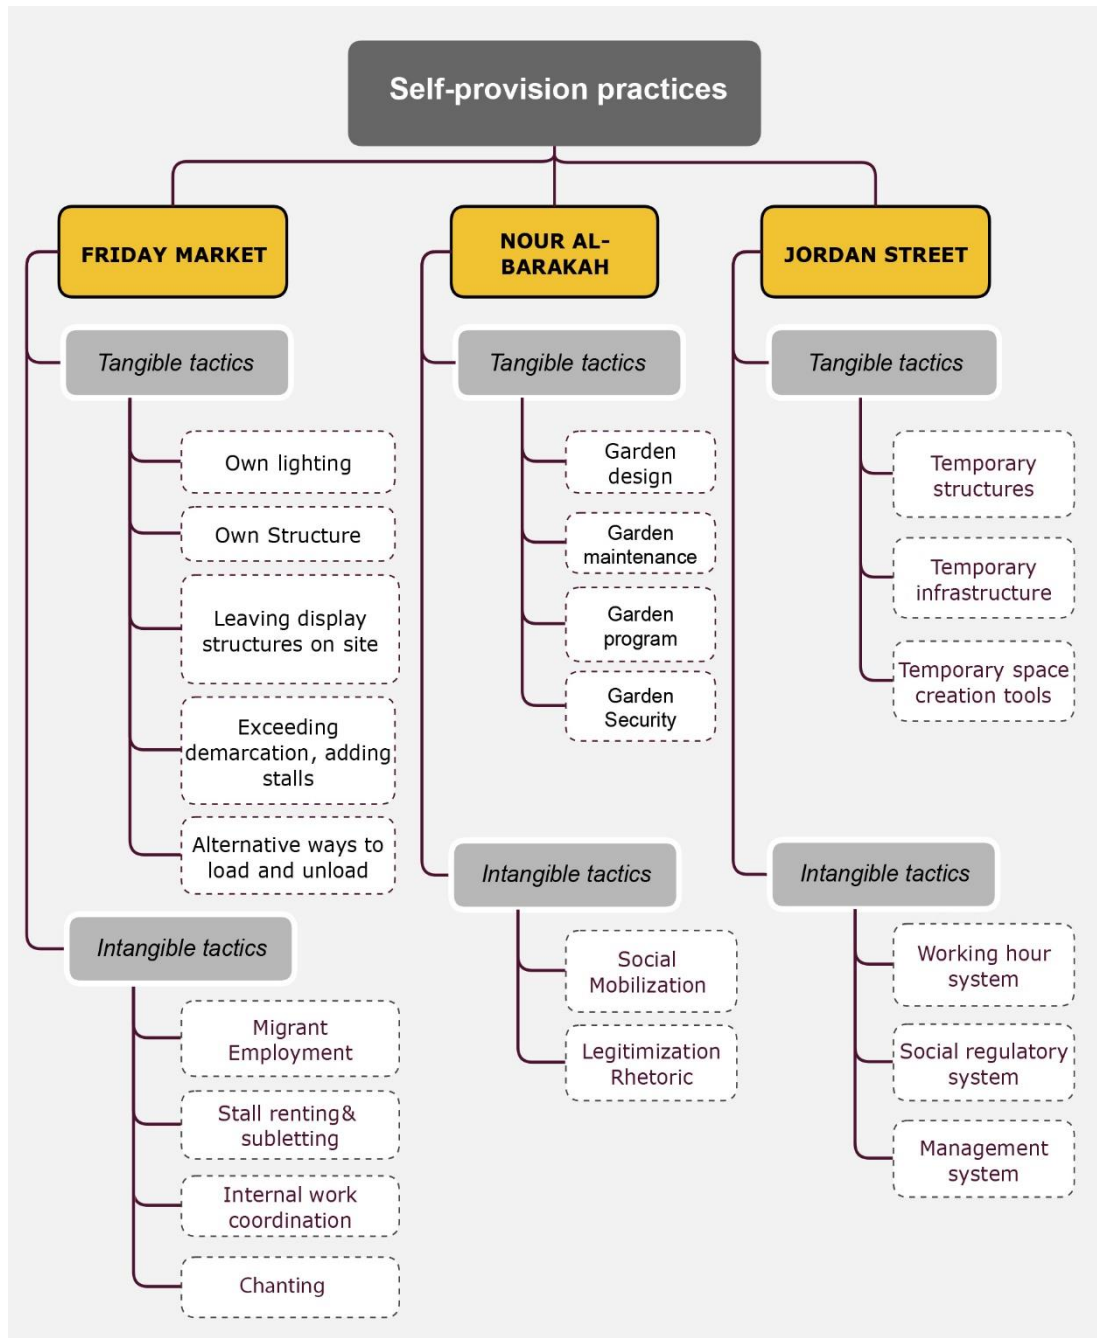 Self-provision practices
FRIDAY MARKET
Tangible tactics
Own lighting
Own Structure
Leaving display
structures on site
Exceeding
demarcation, adding
stalls
Alternative ways to
load and unload
Intangible tactics
Migrant
Employment
Stall renting&
subletting
Internal work
coordination
Chanting
NOUR AL-
BARAKAH
Tangible tactics
Garden
design
Garden
maintenance
Garden
program
Garden
Security
Intangible tactics
Social
Mobilization
Legitimization
Rhetoric
JORDAN STREET
Tangible tactics
Temporary
structures
Temporary
infrastructure
Temporary space
creation tools
Intangible tactics
Working hour
system
Social regulatory
system
Management
system